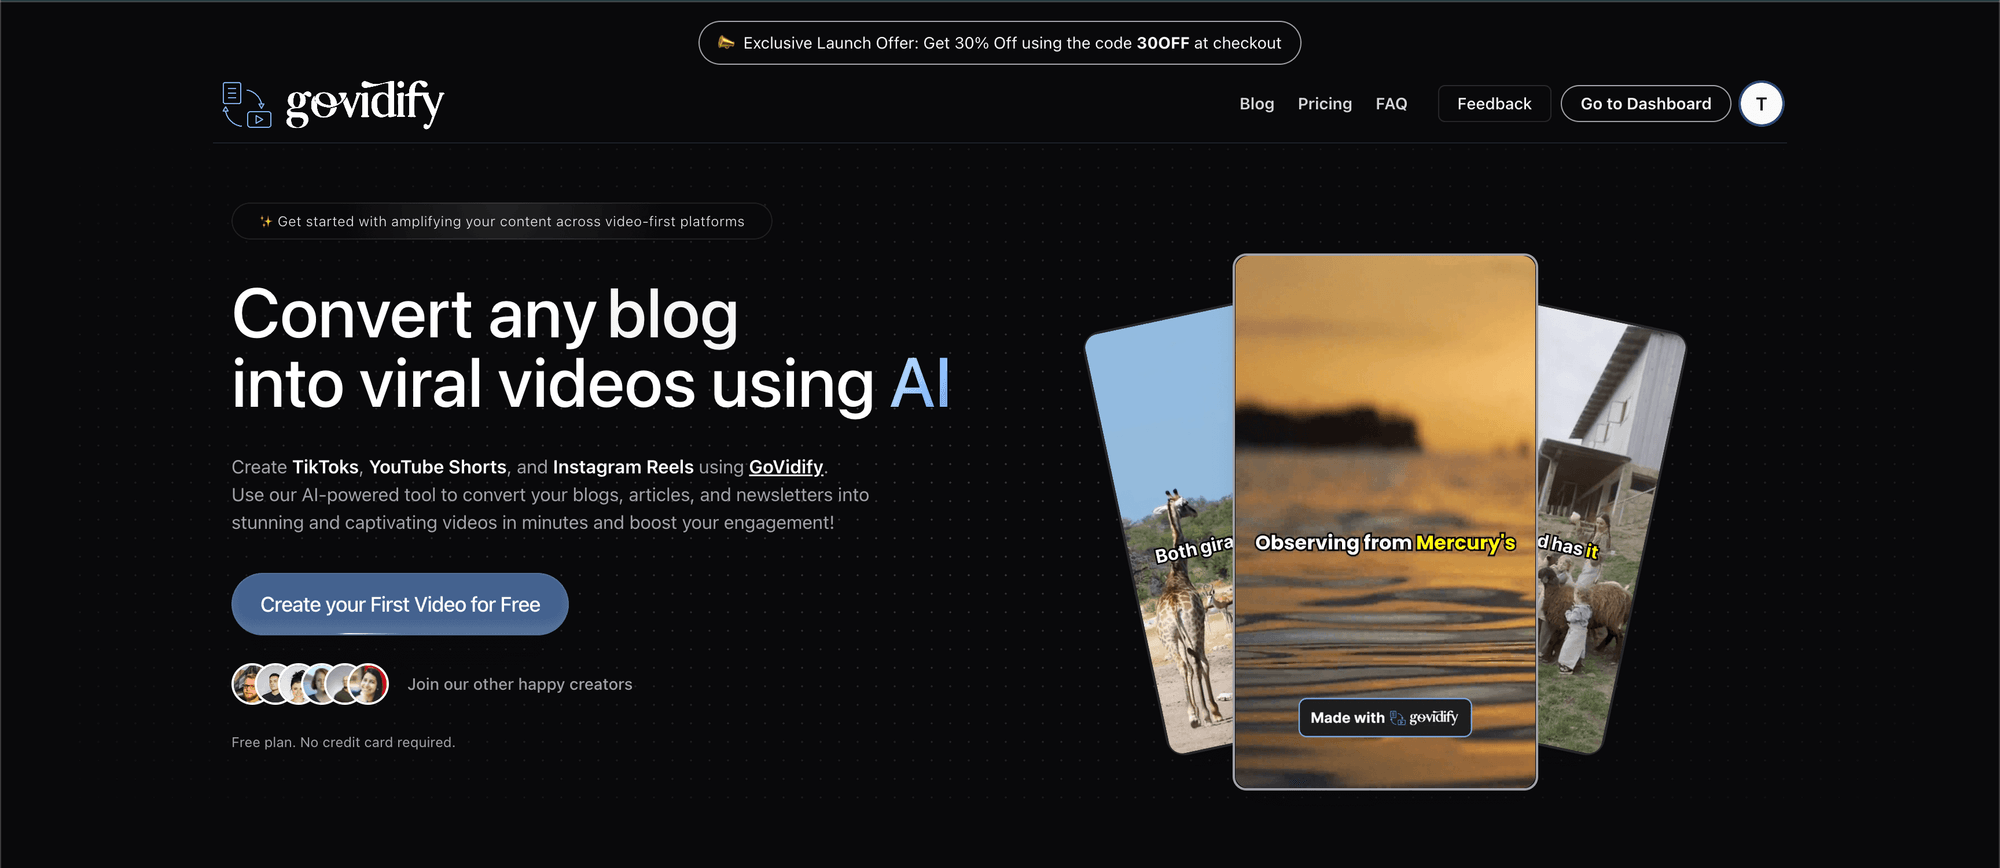 Exclusive Launch Offer: Get 30% Off using the code 30OFF at checkout
govidify
Blog
Pricing
FAQ
Feedback
Go to Dashboard
T
Get started with amplifying your content across video-first platforms
Convert any blog
into viral videos using AI
Create TikToks, YouTube Shorts, and Instagram Reels using GoVidify.
Use our AI-powered tool to convert your blogs, articles, and newsletters into
stunning and captivating videos in minutes and boost your engagement!
Create your First Video for Free
Join our other happy creators
Free plan. No credit card required.
Both gira
Observing from Mercury's
d has it
Made with govidify